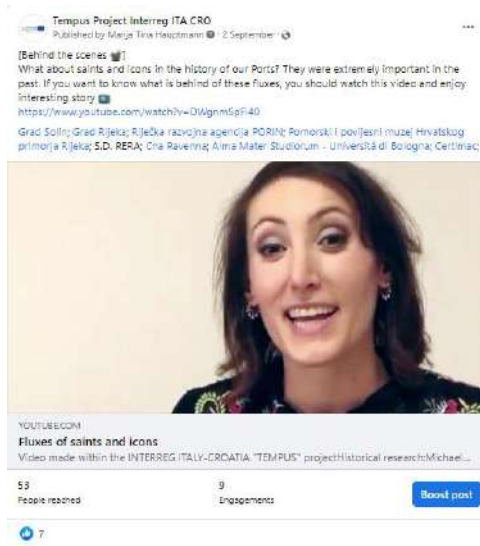 Tempus Project Interreg ITA CRO
Published by Marija Tina Hauptmann · 2 September ·
[Behind the scenes 📽]
What about saints and icons in the history of our Ports? They were extremely important in the
past. If you want to know what is behind of these fluxes, you should watch this video and enjoy
interesting story
https://www.youtube.com/watch?v=DWgnmSpFi40
Grad Solin; Grad Rijeka; Riječka razvojna agencija PORIN; Pomorski i povijesni muzej Hrvatskog
primorja Rijeka; S.D. RERA; Cna Ravenna; Alma Mater Studiorum - Università di Bologna; Certimac;
YOUTUBE.COM
Fluxes of saints and icons
Video made within the INTERREG ITALY-CROATIA "TEMPUS" projectHistorical research:Michael...
53
People reached
9
Engagements
Boost post
7